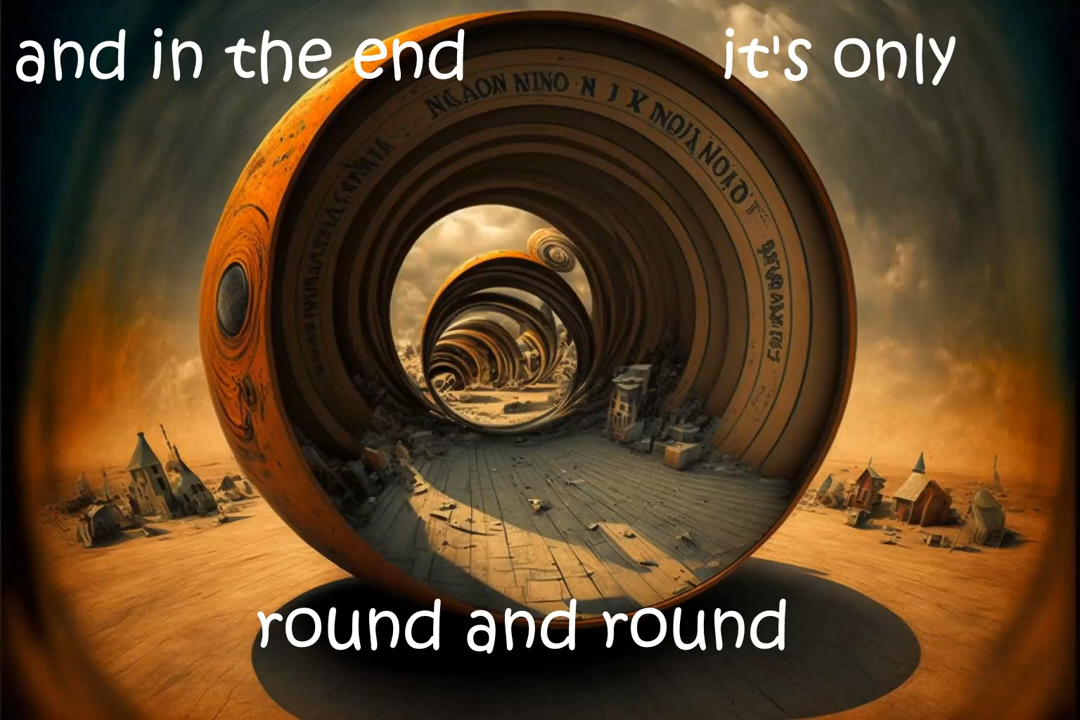 and in the end it's only
round and round